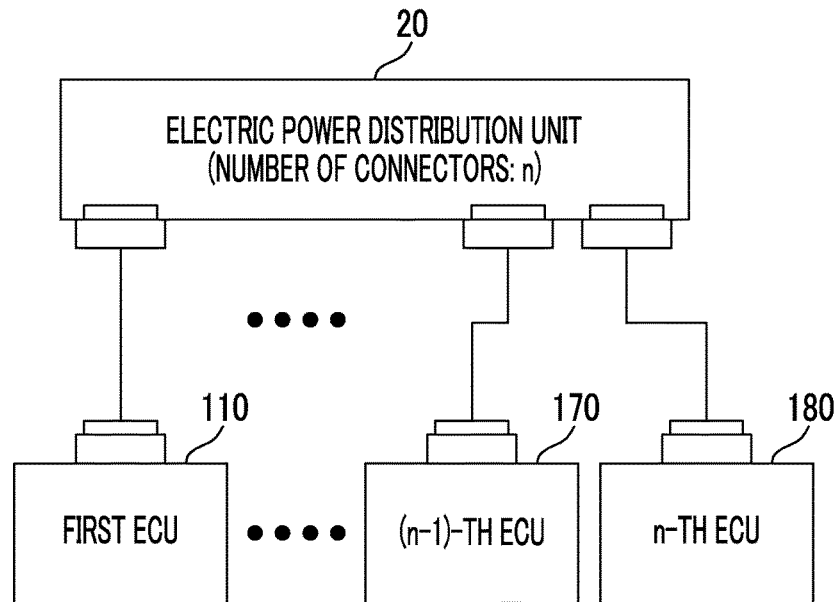 20
ELECTRIC POWER DISTRIBUTION UNIT
(NUMBER OF CONNECTORS: n)
110
170
180
FIRST ECU
(n-1)-TH ECU
n-TH ECU